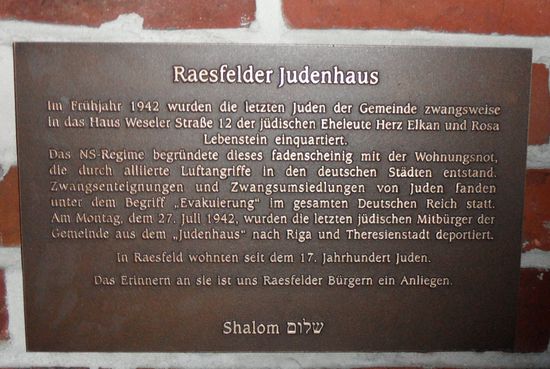 Raesfelder Judenhaus
Im Frühjahr 1942 wurden die letzten Juden der Gemeinde zwangsweise
in das Haus Weseler Straße 12 der jüdischen Eheleute Herz Elkan und Rosa
Lebenstein einquartiert.
Das NS-Regime begründete dieses fadenscheinig mit der Wohnungsnot,
die durch alliierte Luftangriffe in den deutschen Städten entstand.
Zwangsenteignungen und Zwangsumsiedlungen von Juden fanden
unter dem Begriff „Evakuierung" im gesamten Deutschen Reich statt.
Am Montag, dem 27. Juli 1942, wurden die letzten jüdischen Mitbürger der
Gemeinde aus dem „Judenhaus" nach Riga und Theresienstadt deportiert.
In Raesfeld wohnten seit dem 17. Jahrhundert Juden.
Das Erinnern an sie ist uns Raesfelder Bürgern ein Anliegen.
Shalom שלום